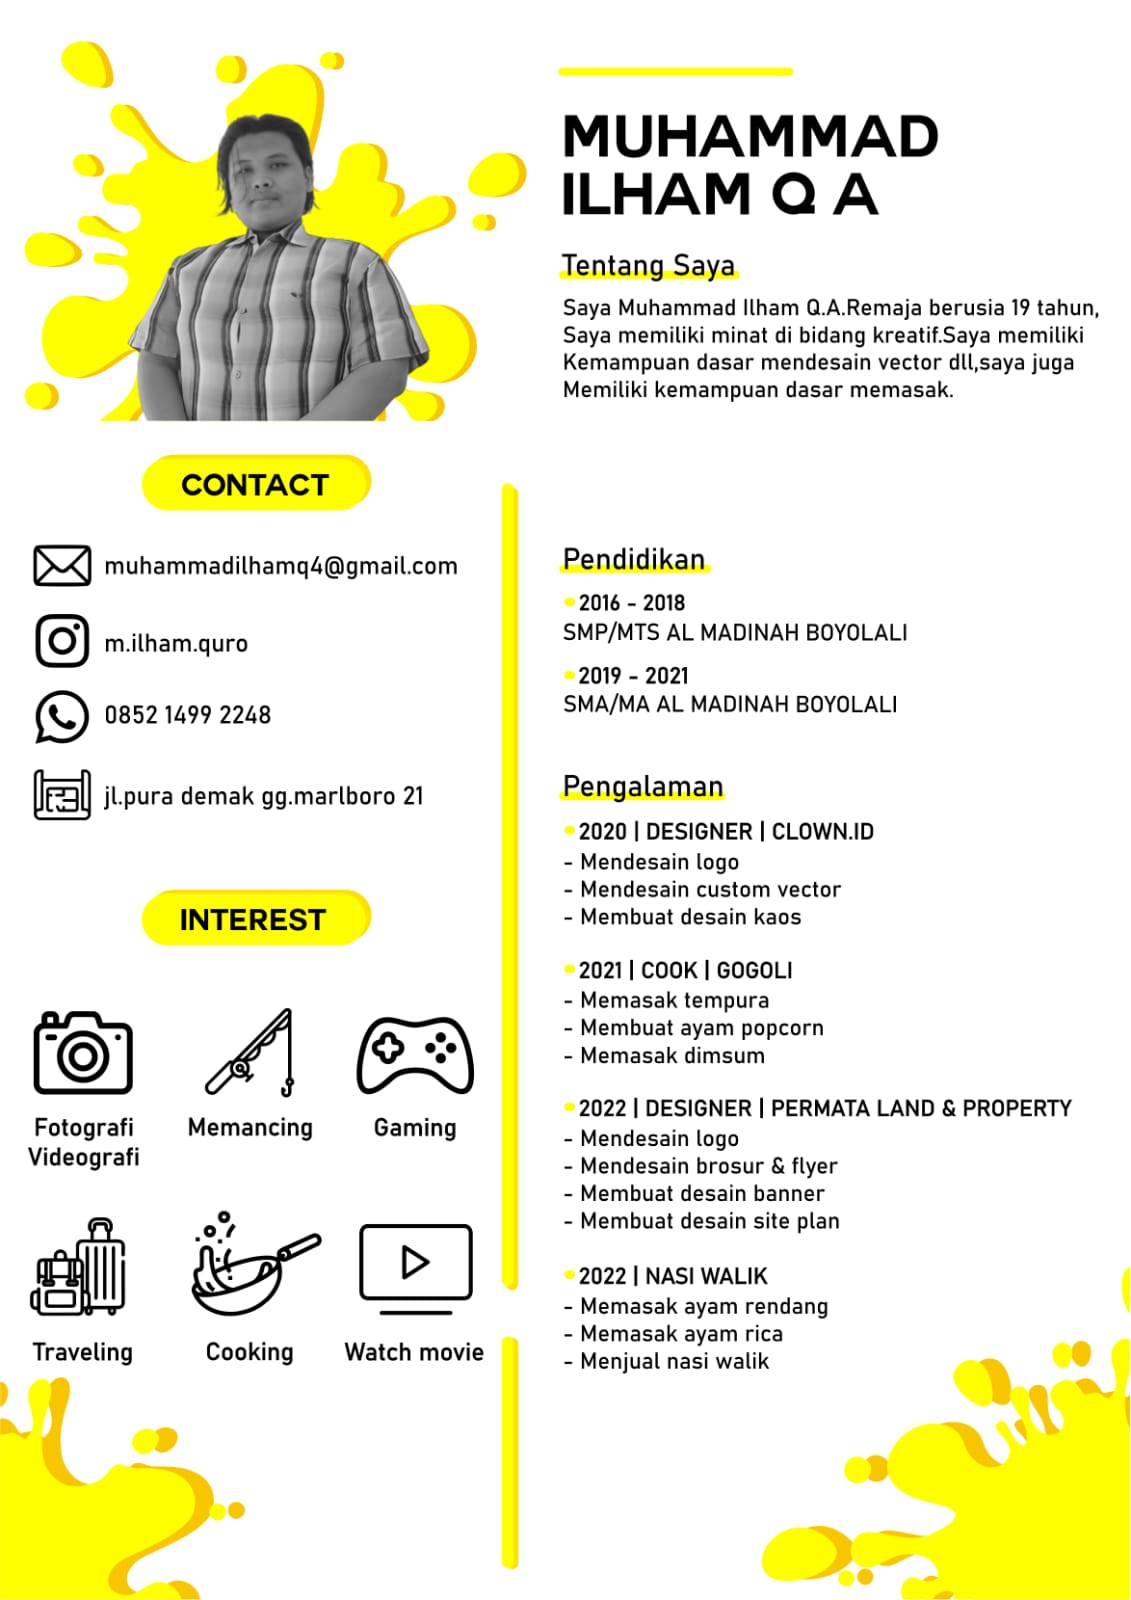 MUHAMMAD
ILHAM Q A
Tentang Saya
Saya Muhammad Ilham Q.A.Remaja berusia 19 tahun,
Saya memiliki minat di bidang kreatif.Saya memiliki
Kemampuan dasar mendesain vector dll,saya juga
Memiliki kemampuan dasar memasak.
CONTACT
muhammadilhamq4@gmail.com
m.ilham.quro
0852 1499 2248
jl.pura demak gg.marlboro 21
INTEREST
Fotografi
Videografi
Memancing
Gaming
Traveling
Cooking
Watch movie
Pendidikan
2016 - 2018
SMP/MTS AL MADINAH BOYOLALI
2019 - 2021
SMA/MA AL MADINAH BOYOLALI
Pengalaman
2020 | DESIGNER | CLOWN.ID
- Mendesain logo
- Mendesain custom vector
- Membuat desain kaos
2021 | COOK | GOGOLI
- Memasak tempura
- Membuat ayam popcorn
- Memasak dimsum
2022 | DESIGNER | PERMATA LAND & PROPERTY
- Mendesain logo
- Mendesain brosur & flyer
- Membuat desain banner
- Membuat desain site plan
2022 | NASI WALIK
- Memasak ayam rendang
- Memasak ayam rica
- Menjual nasi walik